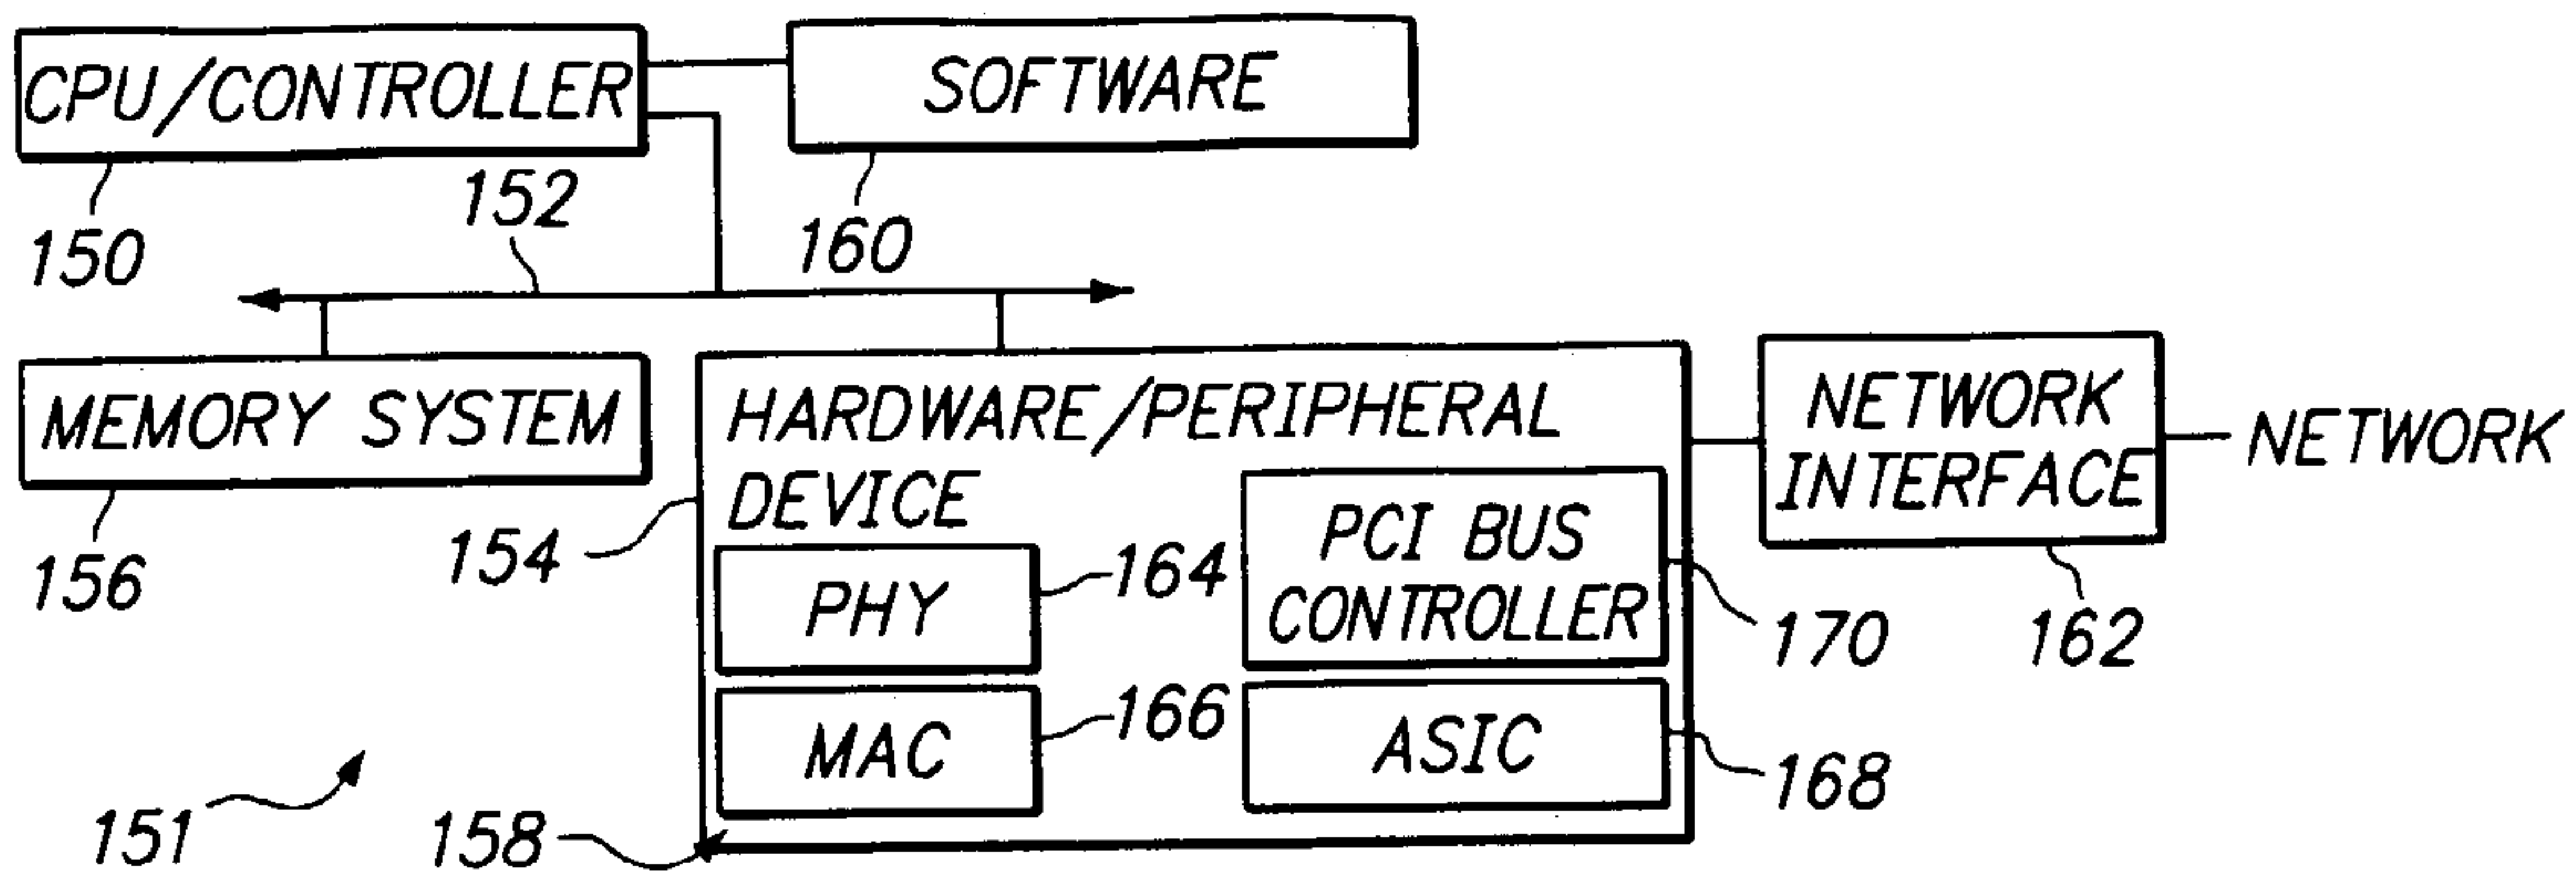 CPU/CONTROLLER
SOFTWARE
150
152
160
MEMORY SYSTEM
156
HARDWARE/PERIPHERAL
DEVICE
154
PHY
164
MAC
166
PCI BUS
CONTROLLER
170
ASIC
168
NETWORK
INTERFACE
162
NETWORK
151
158